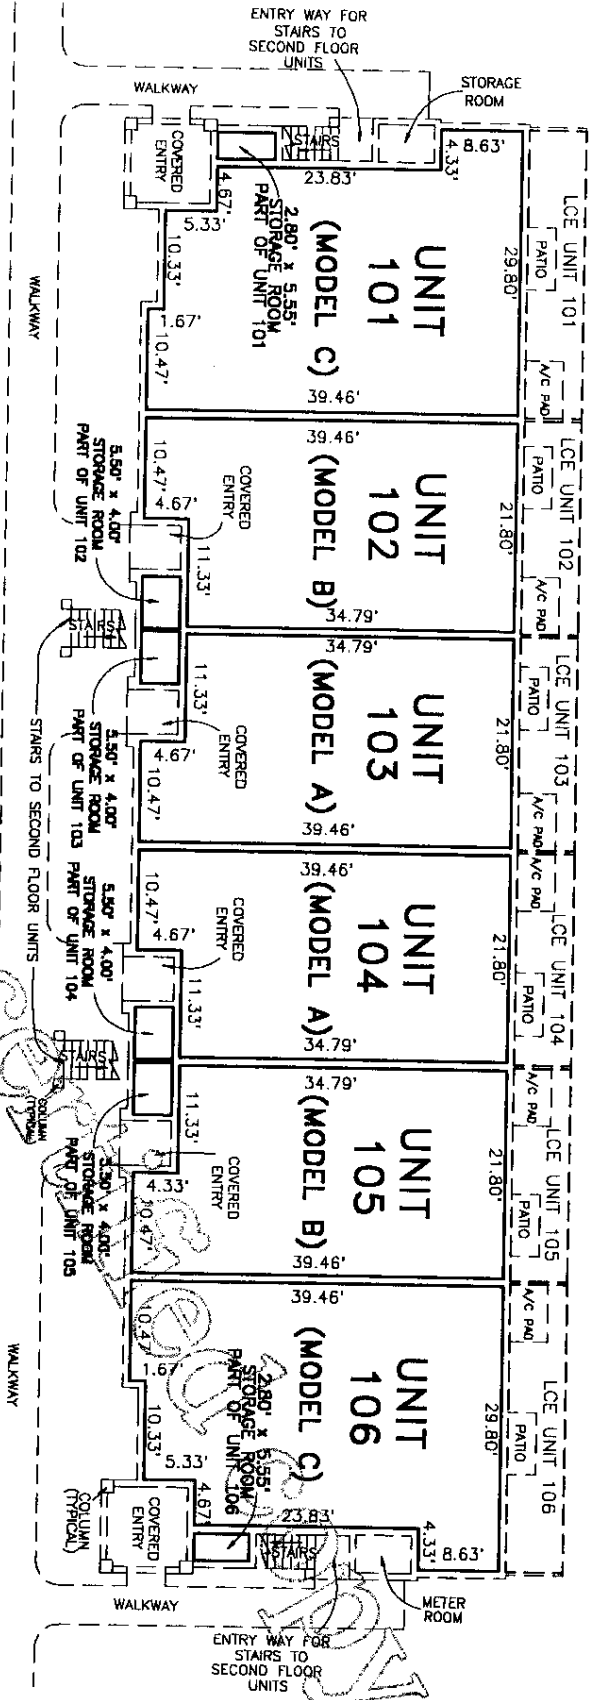 ENTRY WAY FOR
STAIRS TO
SECOND FLOOR
UNITS
WALKWAY
STORAGE
ROOM
COVERED
ENTRY
STAIRS
8.63'
4.33'
23.83'
4.67'
5.33'
2.80' x 5.55'
STORAGE ROOM
PART OF UNIT 101
UNIT
101
(MODEL C)
29.80'
LCE UNIT 101
PATIO
A/C PAD
10.33'
1.67'
10.47'
39.46'
WALKWAY
39.46'
10.47'
4.67'
COVERED
ENTRY
UNIT
102
(MODEL B)
21.80'
LCE UNIT 102
PATIO
A/C PAD
5.50' x 4.00'
STORAGE ROOM
PART OF UNIT 102
11.33'
34.79'
STAIRS
34.79'
11.33'
UNIT
103
(MODEL A)
21.80'
LCE UNIT 103
PATIO
A/C PAD
COVERED
ENTRY
4.67'
10.47'
5.50' x 4.00'
STORAGE ROOM
PART OF UNIT 103
39.46'
STAIRS TO SECOND FLOOR UNITS
39.46'
10.47'
4.67'
COVERED
ENTRY
UNIT
104
(MODEL A)
21.80'
A/C PAD
LCE UNIT 104
PATIO
5.50' x 4.00'
STORAGE ROOM
PART OF UNIT 104
11.33'
34.79'
STAIRS
COLUMN
(TYPICAL)
34.79'
11.33'
UNIT
105
(MODEL B)
21.80'
A/C PAD
LCE UNIT 105
PATIO
COVERED
ENTRY
4.33'
10.47'
5.50' x 4.00'
STORAGE ROOM
PART OF UNIT 105
39.46'
39.46'
10.47'
1.67'
UNIT
106
(MODEL C)
29.80'
A/C PAD
LCE UNIT 106
PATIO
2.80' x 5.55'
STORAGE ROOM
PART OF UNIT 106
WALKWAY
10.33'
5.33'
4.67'
23.83'
4.33'
8.63'
COLUMN
(TYPICAL)
COVERED
ENTRY
STAIRS
METER
ROOM
WALKWAY
ENTRY WAY FOR
STAIRS TO
SECOND FLOOR
UNITS
Certified Copy